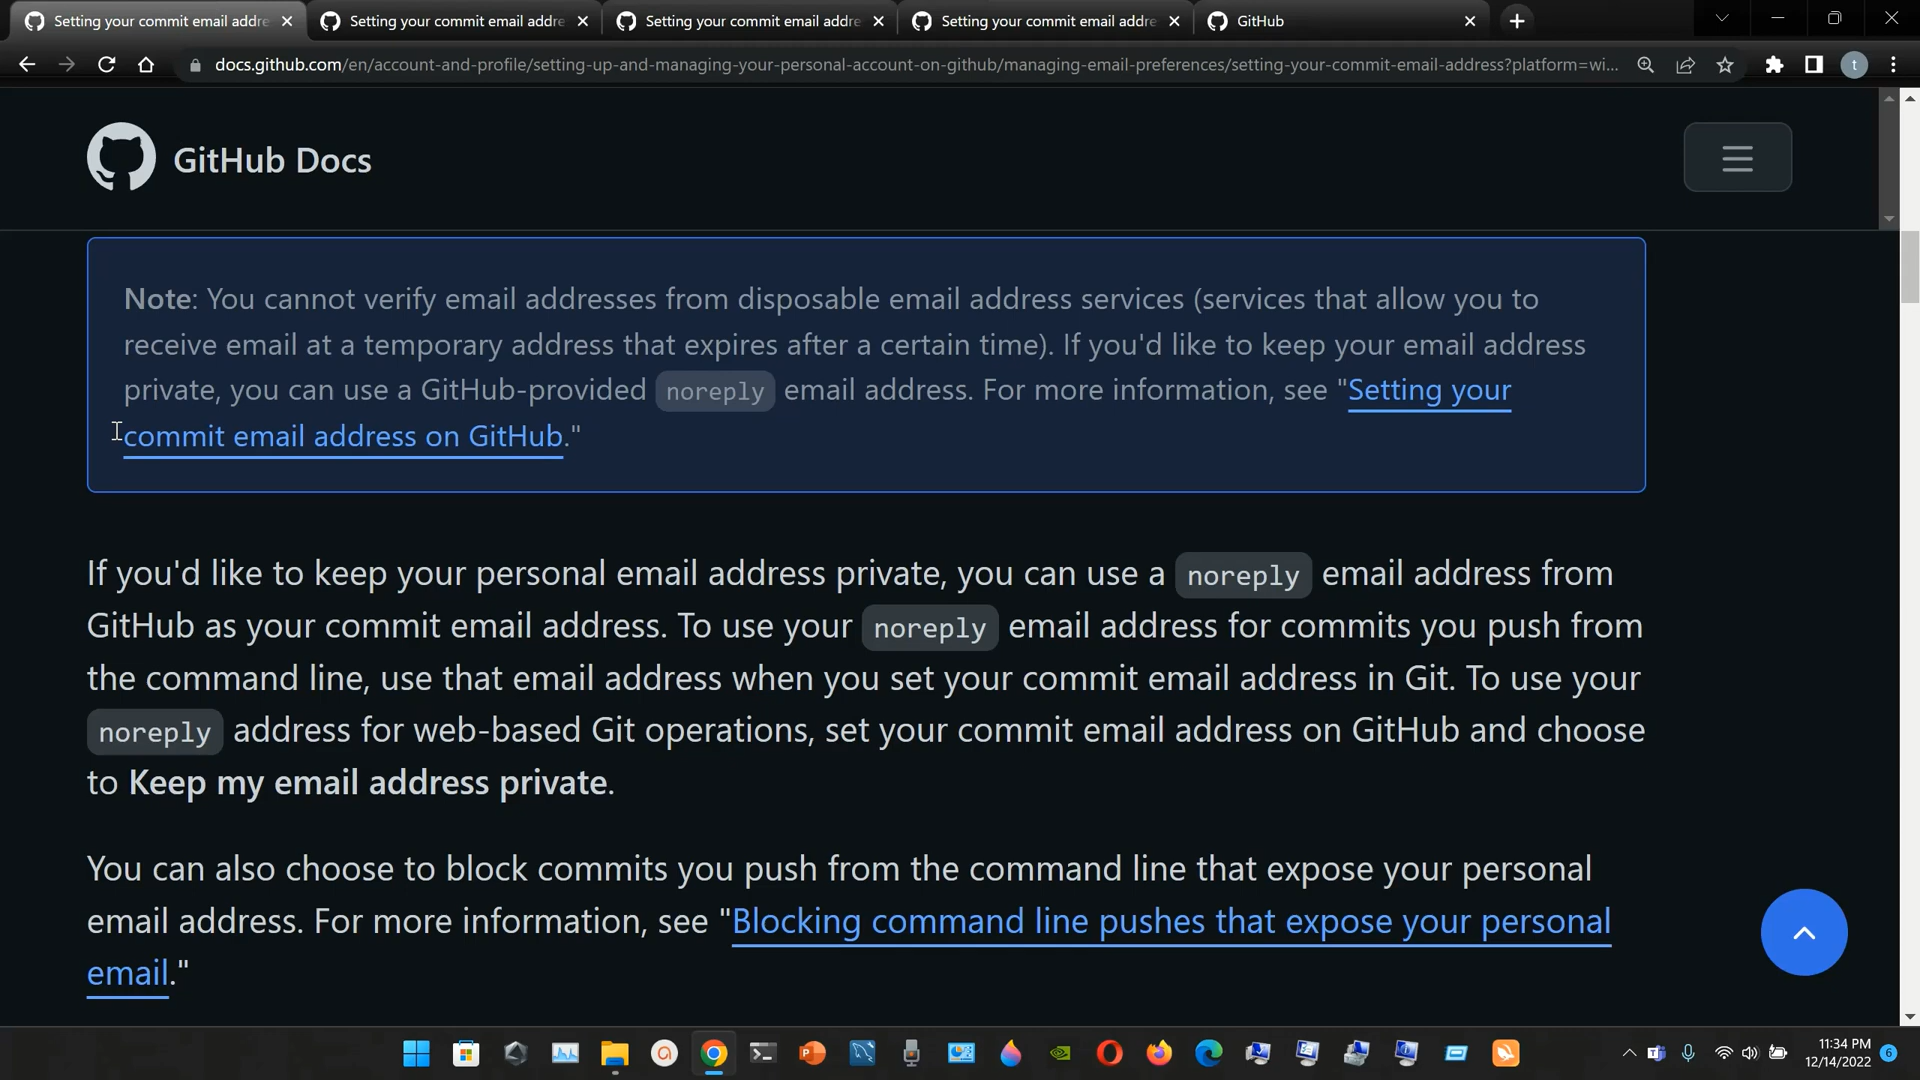 Setting your commit email addre
Setting your commit email addre
Setting your commit email addre
Setting your commit email addre
GitHub
docs.github.com/en/account-and-profile/setting-up-and-managing-your-personal-account-on-github/managing-email-preferences/setting-your-commit-email-address?platform=wi...
t
GitHub Docs
Note: You cannot verify email addresses from disposable email address services (services that allow you to
receive email at a temporary address that expires after a certain time). If you'd like to keep your email address
private, you can use a GitHub-provided noreply email address. For more information, see "Setting your
commit email address on GitHub."
If you'd like to keep your personal email address private, you can use a noreply email address from
GitHub as your commit email address. To use your noreply email address for commits you push from
the command line, use that email address when you set your commit email address in Git. To use your
noreply address for web-based Git operations, set your commit email address on GitHub and choose
to Keep my email address private.
You can also choose to block commits you push from the command line that expose your personal
email address. For more information, see "Blocking command line pushes that expose your personal
email."
11:34 PM
12/14/2022
6